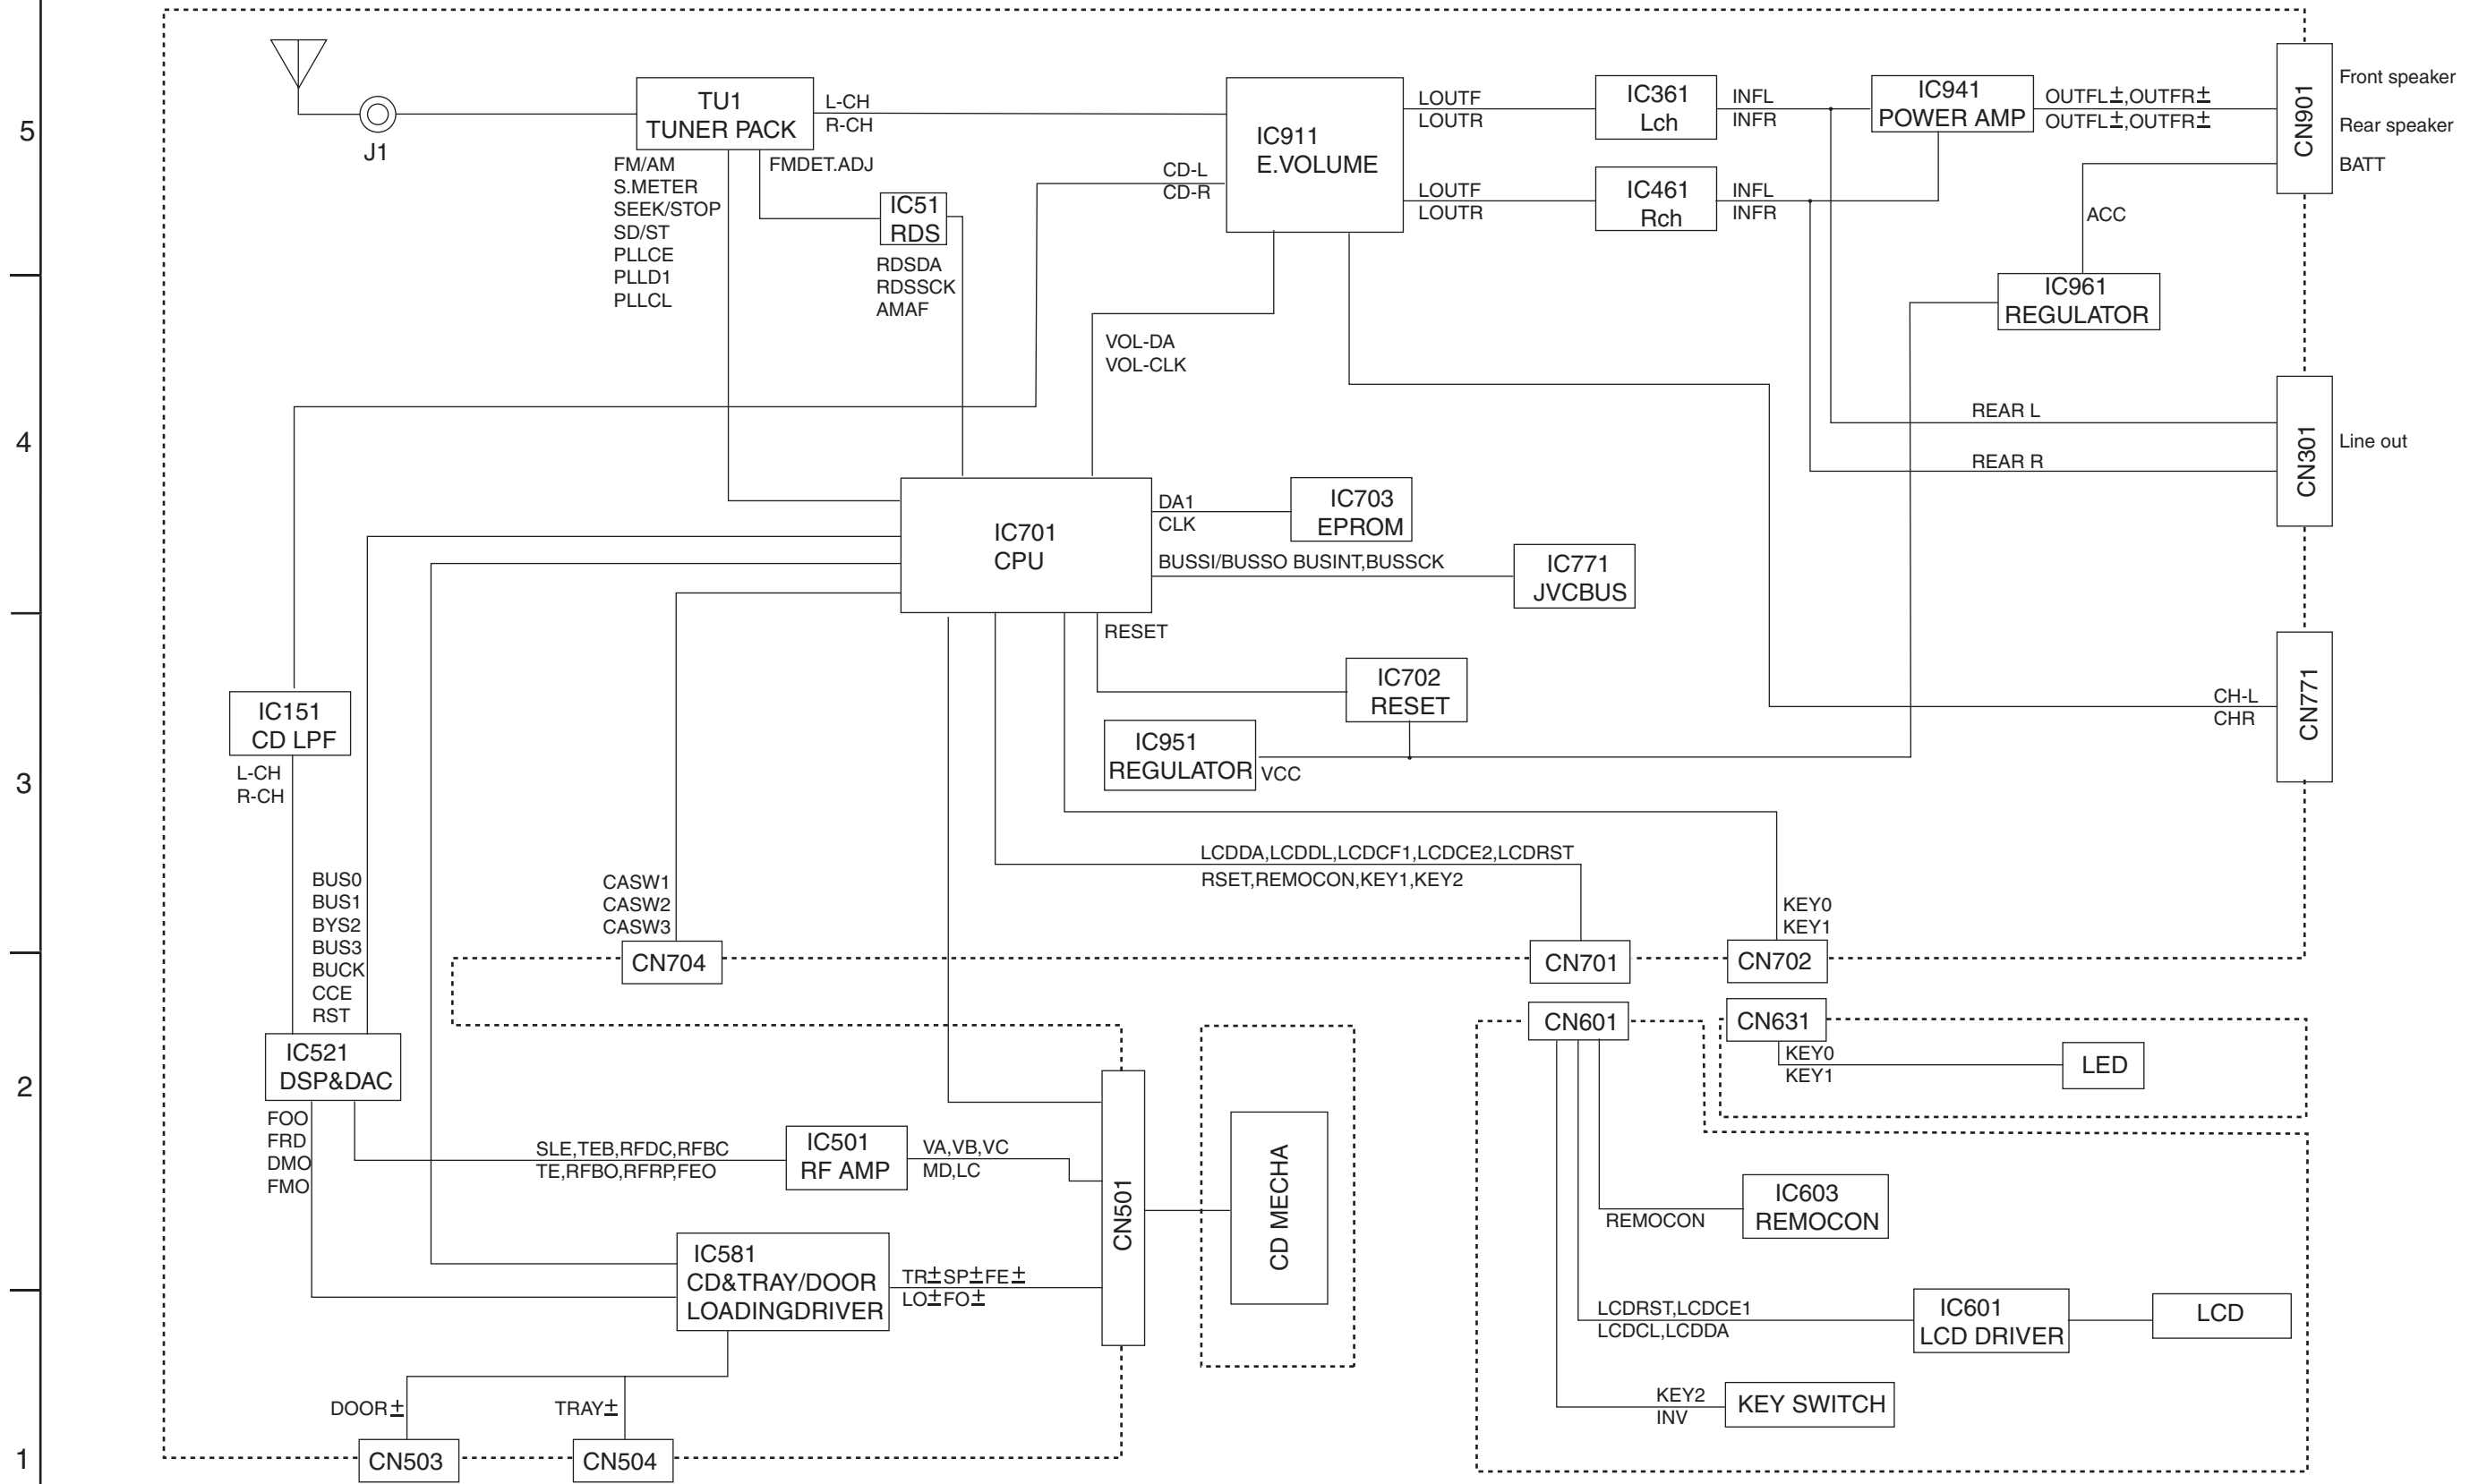 5
4
3
2
1
J1
TU1
TUNER PACK
L-CH
R-CH
FM/AM
S.METER
SEEK/STOP
SD/ST
PLLCE
PLLD1
PLLCL
FMDET.ADJ
IC51
RDS
RDSDA
RDSSCK
AMAF
CD-L
CD-R
IC911
E.VOLUME
VOL-DA
VOL-CLK
LOUTF
LOUTR
IC361
Lch
INFL
INFR
LOUTF
LOUTR
IC461
Rch
INFL
INFR
IC941
POWER AMP
OUTFL±,OUTFR±
OUTFL±,OUTFR±
CN901
Front speaker
Rear speaker
BATT
ACC
IC961
REGULATOR
REAR L
REAR R
CN301
Line out
IC701
CPU
DA1
CLK
IC703
EPROM
BUSSI/BUSSO BUSINT,BUSSCK
IC771
JVCBUS
RESET
IC702
RESET
IC951
REGULATOR
VCC
CH-L
CHR
CN771
IC151
CD LPF
L-CH
R-CH
BUS0
BUS1
BYS2
BUS3
BUCK
CCE
RST
CASW1
CASW2
CASW3
LCDDA,LCDDL,LCDCF1,LCDCE2,LCDRST
RSET,REMOCON,KEY1,KEY2
KEY0
KEY1
CN704
CN701
CN702
IC521
DSP&DAC
FOO
FRD
DMO
FMO
SLE,TEB,RFDC,RFBC
TE,RFBO,RFRP,FEO
IC501
RF AMP
VA,VB,VC
MD,LC
CN501
CD MECHA
IC581
CD&TRAY/DOOR
LOADINGDRIVER
TR±SP±FE±
LO±FO±
DOOR±
TRAY±
CN503
CN504
CN601
CN631
KEY0
KEY1
LED
REMOCON
IC603
REMOCON
LCDRST,LCDCE1
LCDCL,LCDDA
IC601
LCD DRIVER
LCD
KEY2
INV
KEY SWITCH